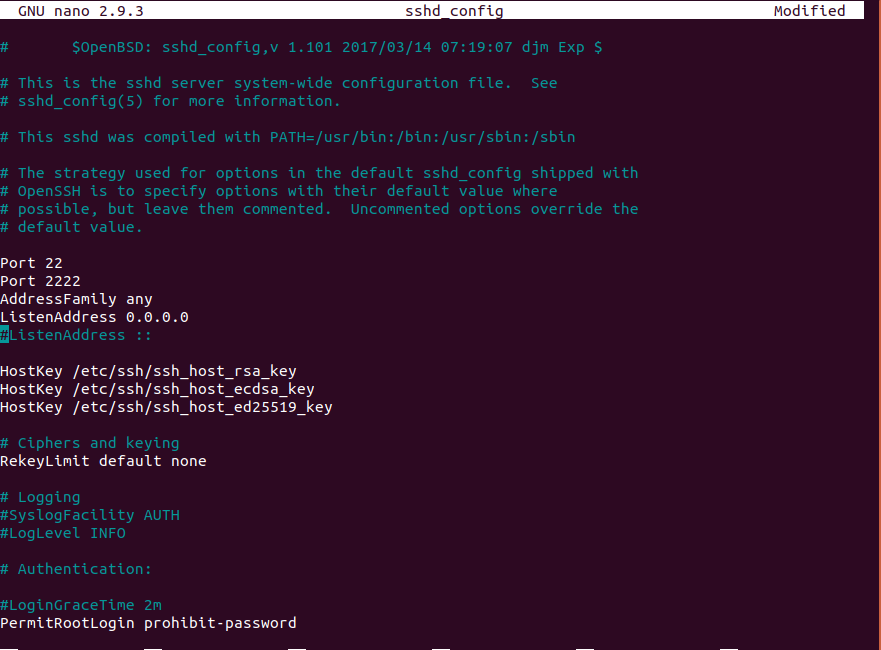 GNU nano 2.9.3 sshd_config Modified
# $OpenBSD: sshd_config,v 1.101 2017/03/14 07:19:07 djm Exp $
# This is the sshd server system-wide configuration file. See
# sshd_config(5) for more information.
# This sshd was compiled with PATH=/usr/bin:/bin:/usr/sbin:/sbin
# The strategy used for options in the default sshd_config shipped with
# OpenSSH is to specify options with their default value where
# possible, but leave them commented. Uncommented options override the
# default value.
Port 22
Port 2222
AddressFamily any
ListenAddress 0.0.0.0
#ListenAddress ::
HostKey /etc/ssh/ssh_host_rsa_key
HostKey /etc/ssh/ssh_host_ecdsa_key
HostKey /etc/ssh/ssh_host_ed25519_key
# Ciphers and keying
RekeyLimit default none
# Logging
#SyslogFacility AUTH
#LogLevel INFO
# Authentication:
#LoginGraceTime 2m
PermitRootLogin prohibit-password